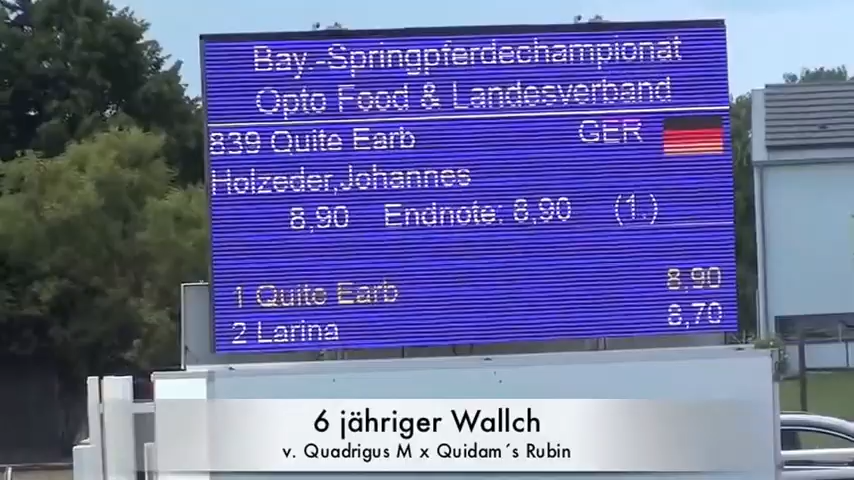 Bay.-Springpferdechampionat
Opto Food & Landesverband
839 Quite Earb GER
Holzeder,Johannes
8,90 Endnote: 8,90 (1.)
1 Quite Earb 8,90
2 Larina 8,70
6 jähriger Wallch
v. Quadrigus M x Quidam´s Rubin